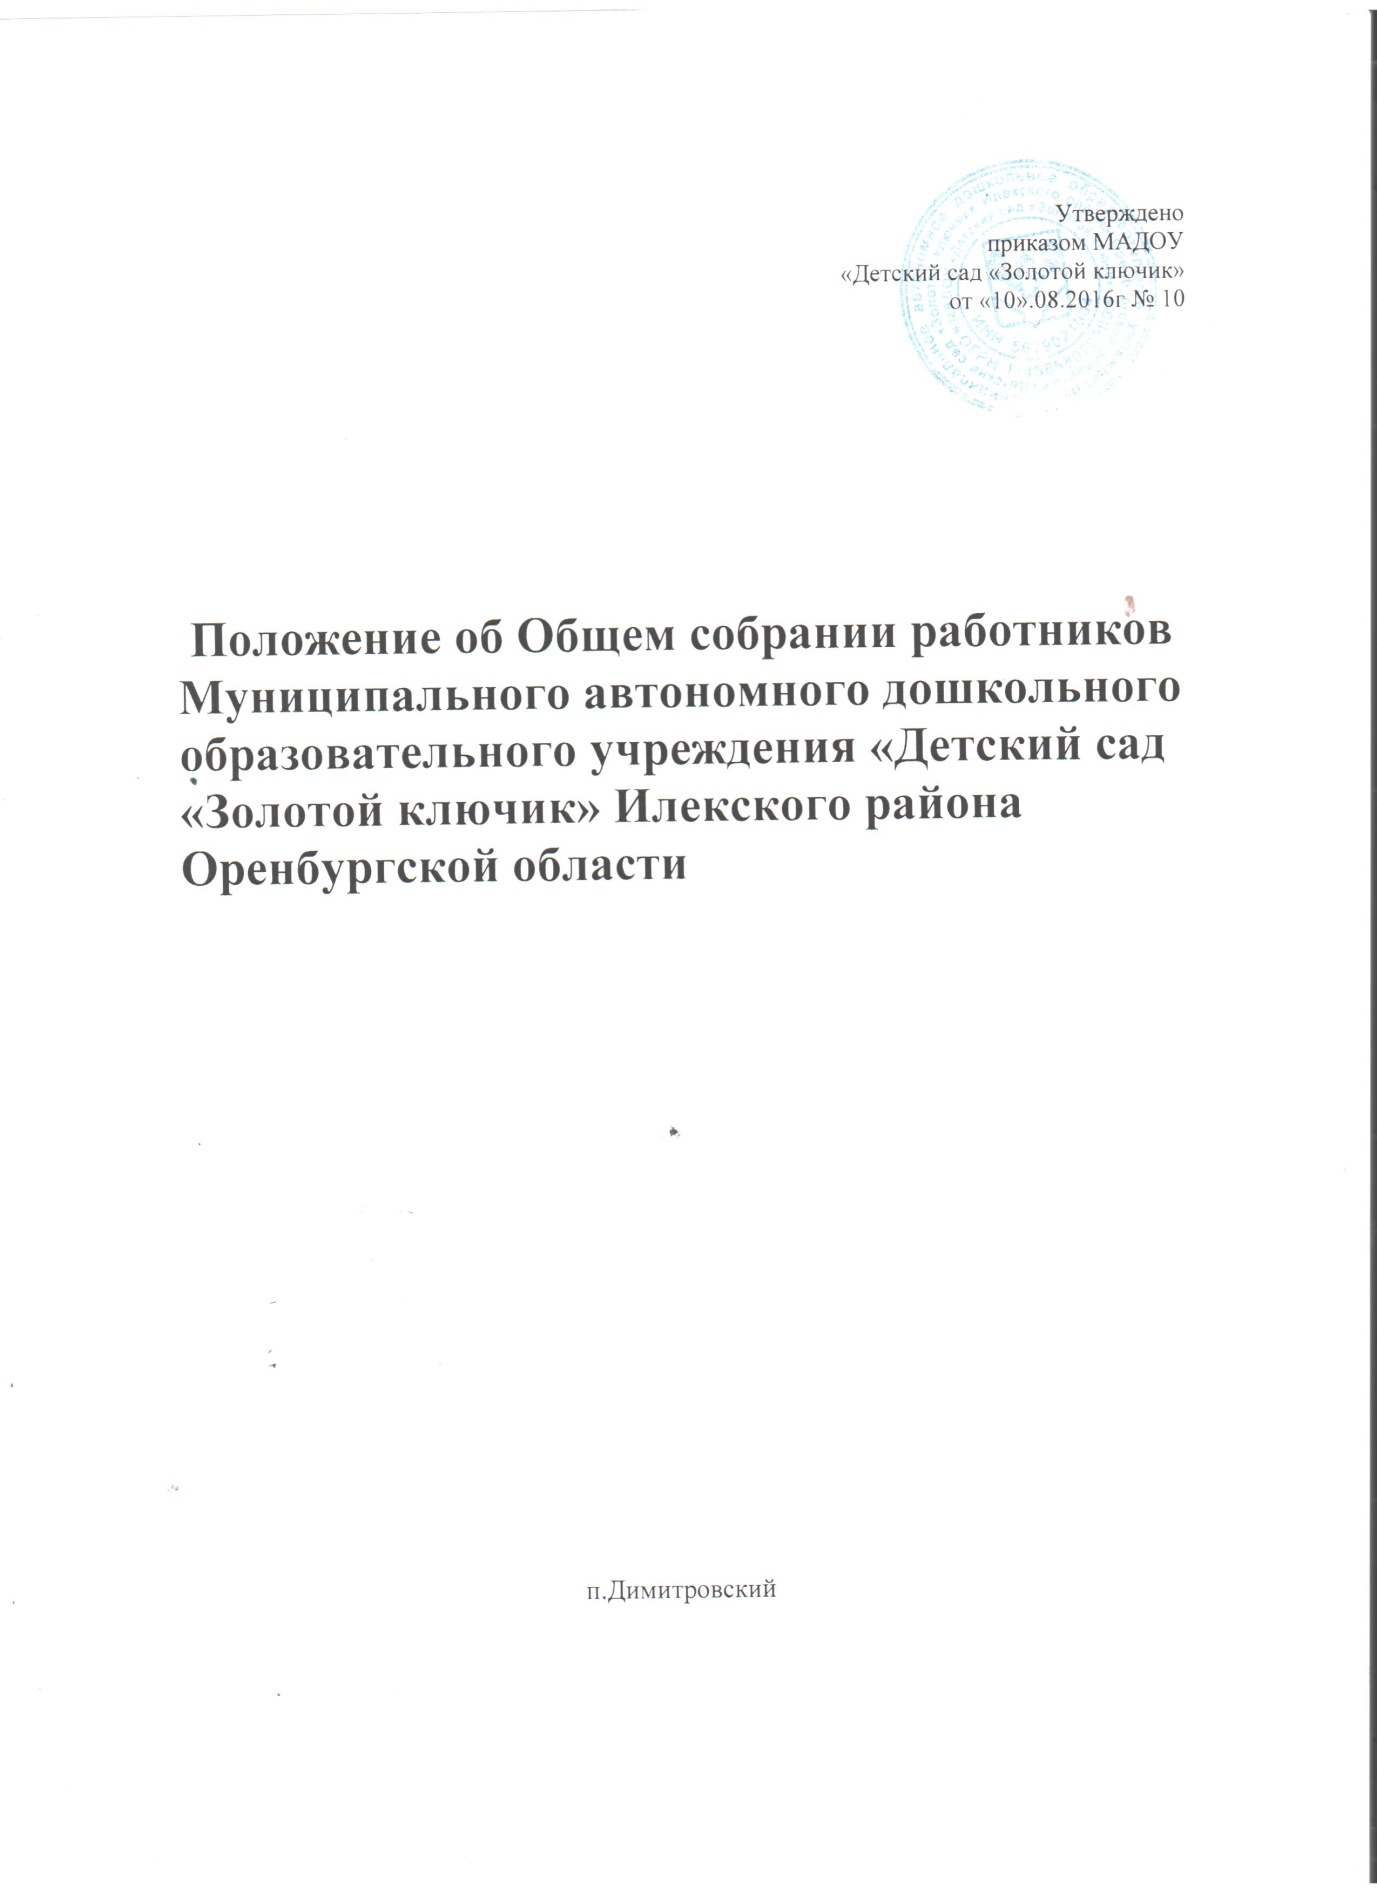 Утверждено
приказом МАДОУ
«Детский сад «Золотой ключик»
от «10».08.2016г № 10
Положение об Общем собрании работников
Муниципального автономного дошкольного
образовательного учреждения «Детский сад
«Золотой ключик» Илекского района
Оренбургской области
п.Димитровский